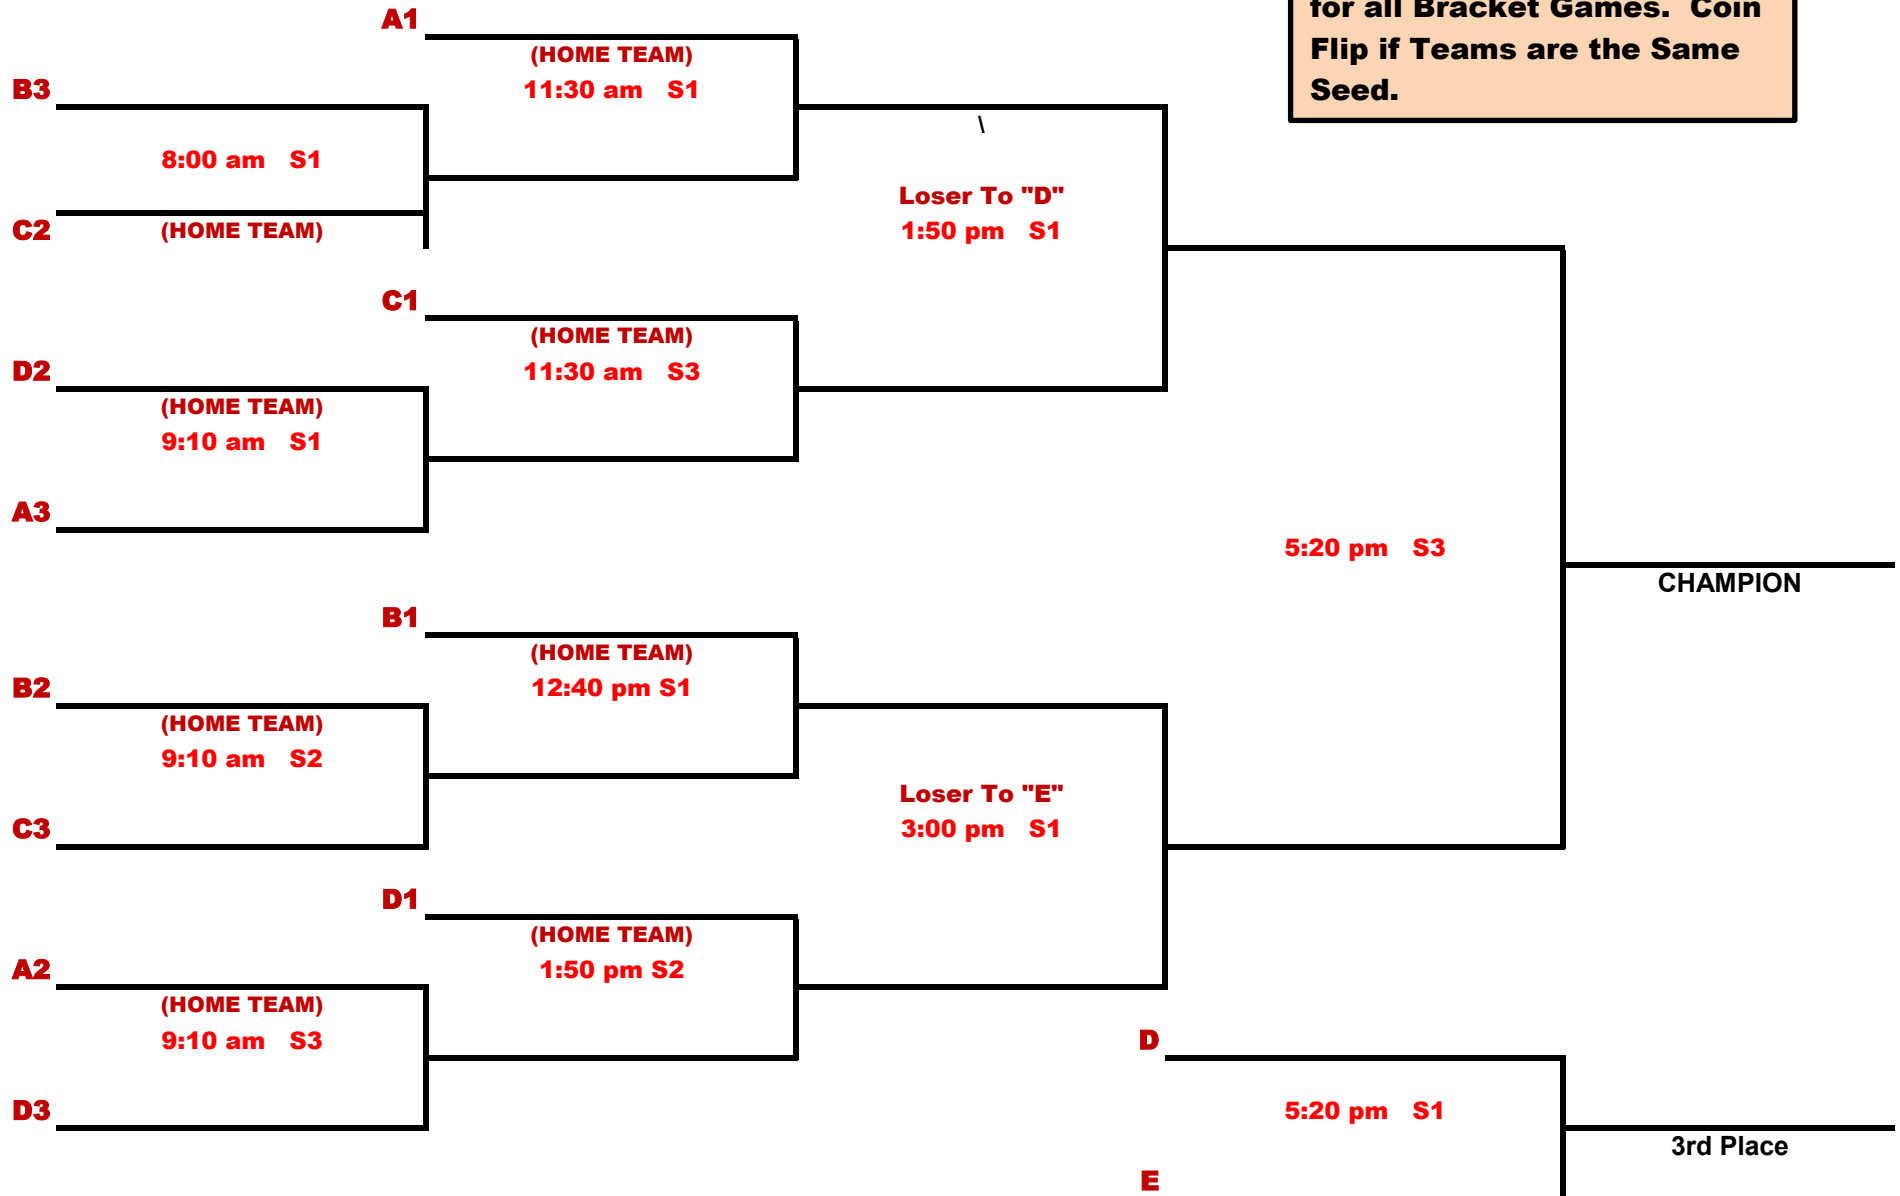 A1
for all Bracket Games.  Coin
Flip if Teams are the Same
Seed.
(HOME TEAM)
B3
11:30 am   S1
\
8:00 am   S1
Loser To "D"
C2
(HOME TEAM)
1:50 pm   S1
C1
(HOME TEAM)
D2
11:30 am   S3
(HOME TEAM)
9:10 am   S1
A3
5:20 pm   S3
CHAMPION
B1
(HOME TEAM)
B2
12:40 pm S1
(HOME TEAM)
9:10 am   S2
Loser To "E"
C3
3:00 pm   S1
D1
(HOME TEAM)
A2
1:50 pm S2
(HOME TEAM)
9:10 am   S3
D
D3
5:20 pm   S1
3rd Place
E